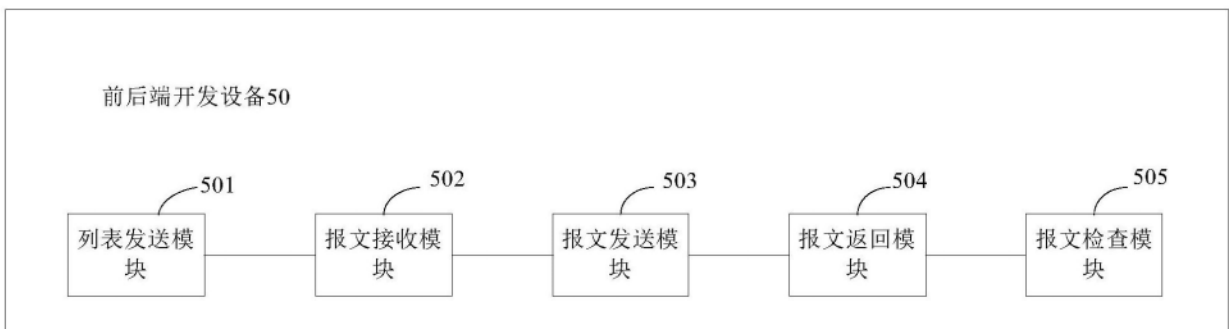 前后端开发设备50
501
502
503
504
505
列表发送模
块
报文接收模
块
报文发送模
块
报文返回模
块
报文检查模
块